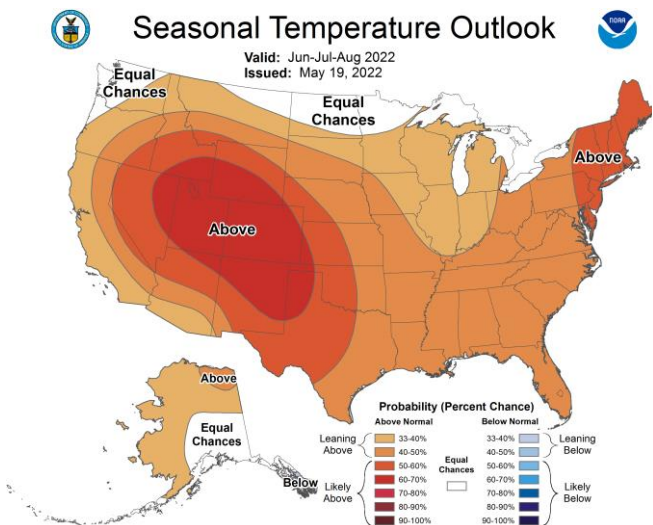 Seasonal Temperature Outlook
NOAA
Valid: Jun-Jul-Aug 2022
Issued: May 19, 2022
Equal
Chances
Equal
Chances
Above
Above
Above
Equal
Chances
Below
Probability (Percent Chance)
Above Normal
Below Normal
Leaning
Above
33-40%
40-50%
Likely
Above
50-60%
60-70%
70-80%
80-90%
90-100%
Equal
Chances
33-40%
40-50%
Leaning
Below
50-60%
60-70%
70-80%
80-90%
90-100%
Likely
Below